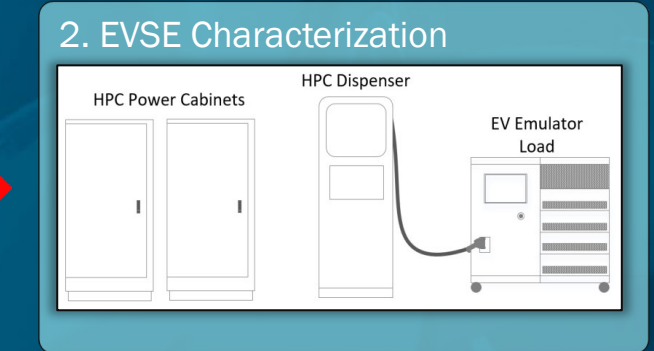 2. EVSE Characterization
HPC Dispenser
HPC Power Cabinets
EV Emulator
Load